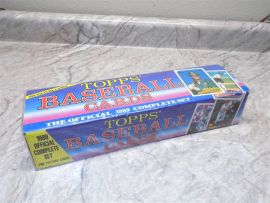 TOPPS
BASEBALL
CARDS
THE OFFICIAL 1989 COMPLETE SET
TOPPS
BASEBALL
CARDS
1989
OFFICIAL
COMPLETE
SET